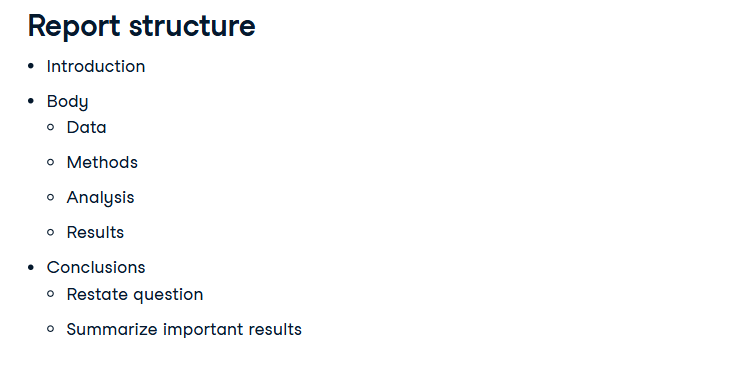 Report structure
• Introduction
• Body
◦ Data
◦ Methods
◦ Analysis
◦ Results
• Conclusions
◦ Restate question
◦ Summarize important results